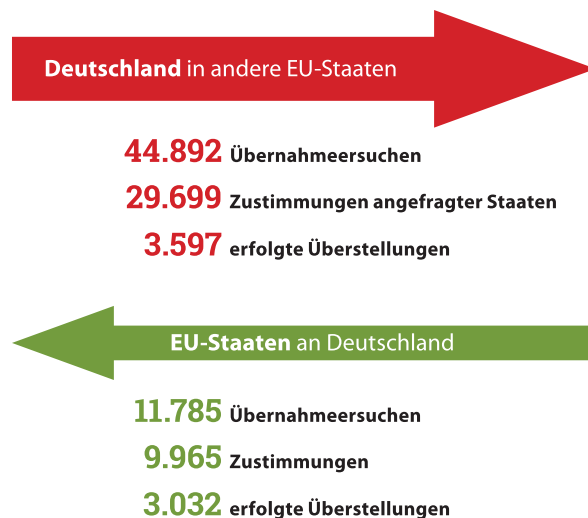 Deutschland in andere EU-Staaten
44.892 Übernahmeersuchen
29.699 Zustimmungen angefragter Staaten
3.597 erfolgte Überstellungen
EU-Staaten an Deutschland
11.785 Übernahmeersuchen
9.965 Zustimmungen
3.032 erfolgte Überstellungen